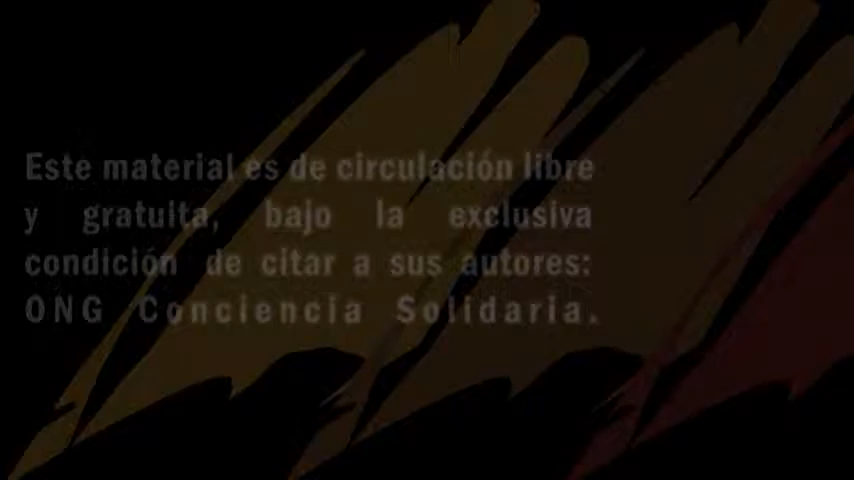 Este material es de circulación libre
y gratuita, bajo la exclusiva
condición de citar a sus autores:
ONG Conciencia Solidaria.